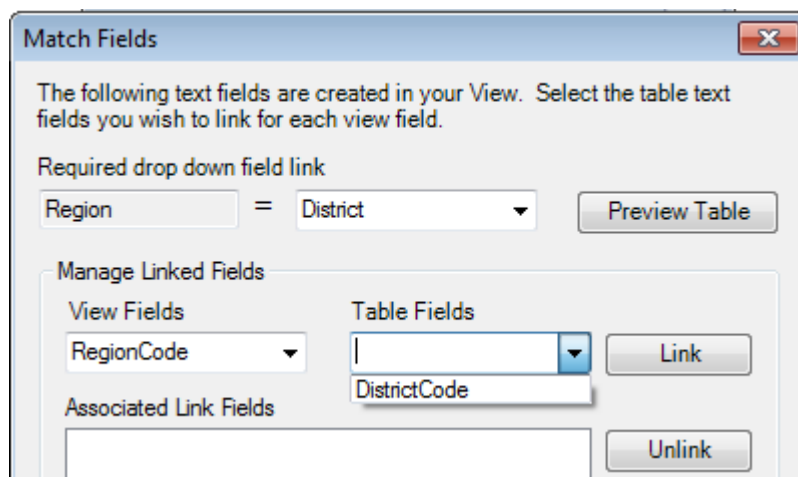 Match Fields
The following text fields are created in your View. Select the table text
fields you wish to link for each view field.
Required drop down field link
Region = District Preview Table
Manage Linked Fields
View Fields Table Fields
RegionCode Link
DistrictCode
Associated Link Fields
Unlink